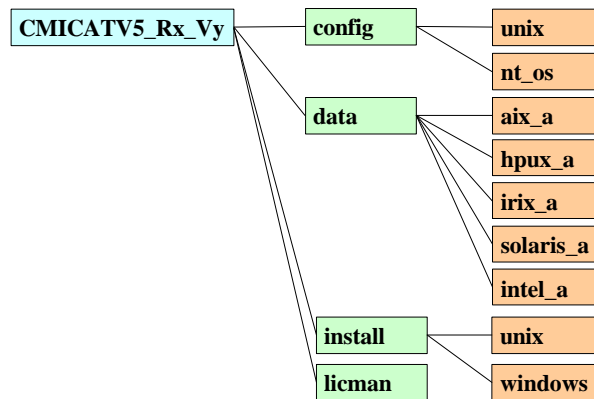 CMICATV5_Rx_Vy
config
unix
nt_os
data
aix_a
hpux_a
irix_a
solaris_a
intel_a
install
unix
licman
windows